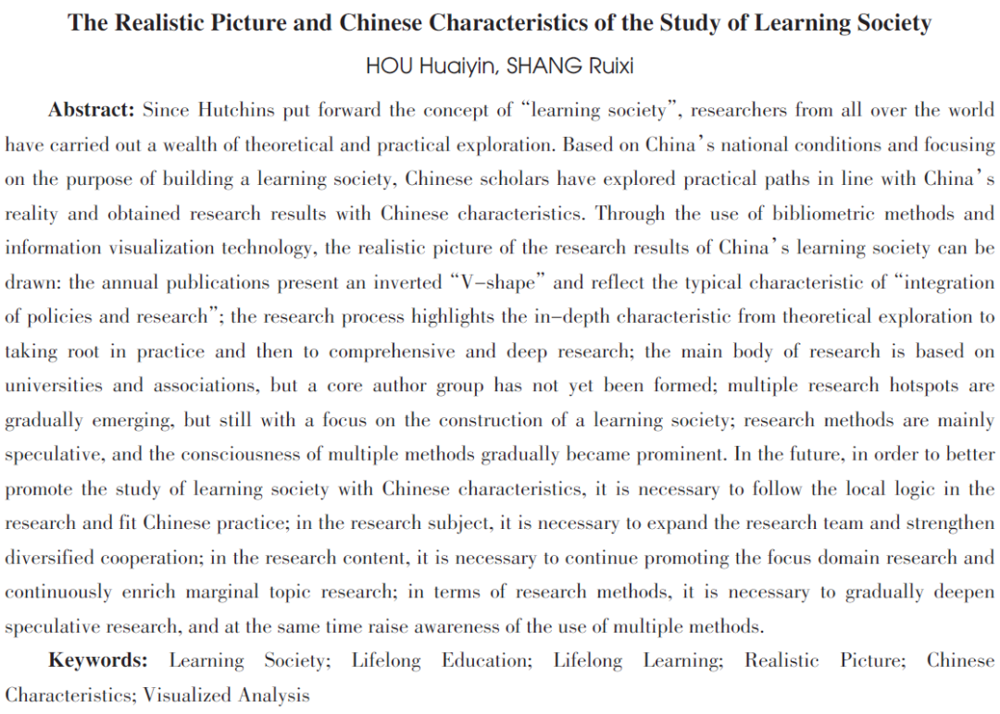 The Realistic Picture and Chinese Characteristics of the Study of Learning Society
HOU Huaiyin, SHANG Ruixi
Abstract: Since Hutchins put forward the concept of “learning society”, researchers from all over the world
have carried out a wealth of theoretical and practical exploration. Based on China’s national conditions and focusing
on the purpose of building a learning society, Chinese scholars have explored practical paths in line with China’s
reality and obtained research results with Chinese characteristics. Through the use of bibliometric methods and
information visualization technology, the realistic picture of the research results of China’s learning society can be
drawn: the annual publications present an inverted “V-shape” and reflect the typical characteristic of “integration
of policies and research”; the research process highlights the in-depth characteristic from theoretical exploration to
taking root in practice and then to comprehensive and deep research; the main body of research is based on
universities and associations, but a core author group has not yet been formed; multiple research hotspots are
gradually emerging, but still with a focus on the construction of a learning society; research methods are mainly
speculative, and the consciousness of multiple methods gradually became prominent. In the future, in order to better
promote the study of learning society with Chinese characteristics, it is necessary to follow the local logic in the
research and fit Chinese practice; in the research subject, it is necessary to expand the research team and strengthen
diversified cooperation; in the research content, it is necessary to continue promoting the focus domain research and
continuously enrich marginal topic research; in terms of research methods, it is necessary to gradually deepen
speculative research, and at the same time raise awareness of the use of multiple methods.
Keywords: Learning Society; Lifelong Education; Lifelong Learning; Realistic Picture; Chinese
Characteristics; Visualized Analysis